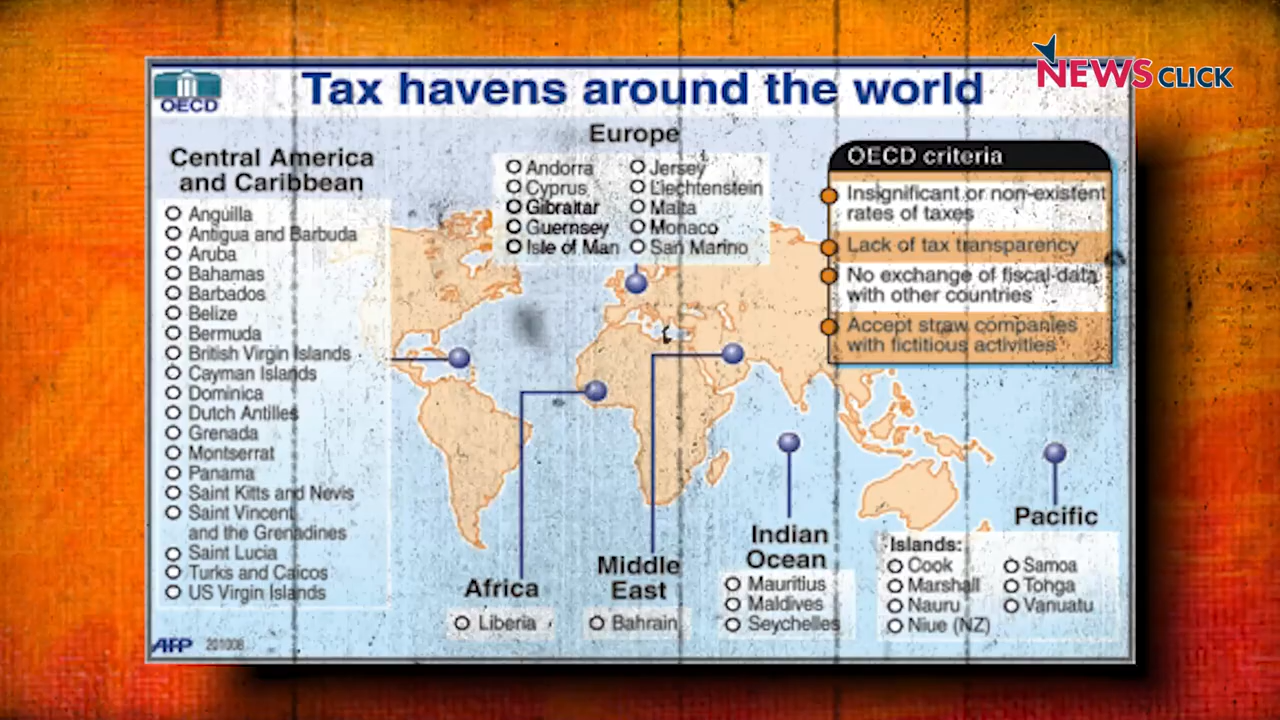 NEWSCLICK
OECD
Tax havens around the world
Central America
and Caribbean
Anguilla
Antigua and Barbuda
Aruba
Bahamas
Barbados
Belize
Bermuda
British Virgin Islands
Cayman Islands
Dominica
Dutch Antilles
Grenada
Montserrat
Panama
Saint Kitts and Nevis
Saint Vincent
and the Grenadines
Saint Lucia
Turks and Caicos
US Virgin Islands
Europe
Andorra
Cyprus
Gibraltar
Guernsey
Isle of Man
Jersey
Liechtenstein
Malta
Monaco
San Marino
OECD criteria
Insignificant or non-existent
rates of taxes
Lack of tax transparency
No exchange of fiscal data
with other countries
Accept straw companies
with fictitious activities
Africa
Liberia
Middle
East
Bahrain
Indian
Ocean
Mauritius
Maldives
Seychelles
Pacific
Islands:
Cook
Marshall
Nauru
Niue (NZ)
Samoa
Tohga
Vanuatu
AFP 201008